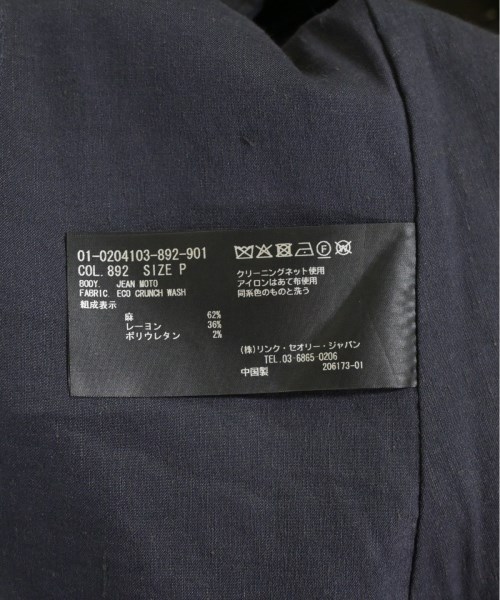 01-0204103-892-901
COL. 892 SIZE P
BODY. JEAN MOTO
FABRIC. ECO CRUNCH WASH
組成表示
麻 62%
レーヨン 36%
ポリウレタン 2%
クリーニングネット使用
アイロンはあて布使用
同系色のものと洗う
(株)リンク・セオリー・ジャパン
TEL.03-6865-0206
中国製 206173-01